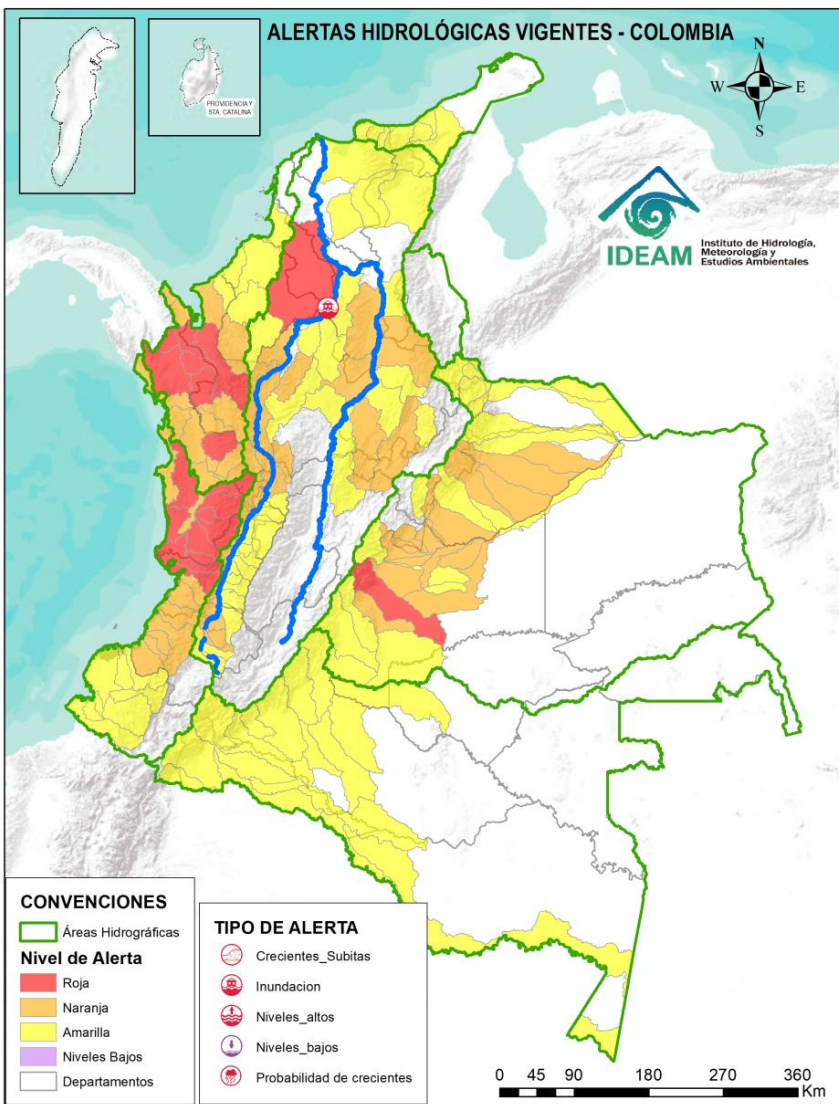 ALERTAS HIDROLÓGICAS VIGENTES - COLOMBIA
PROVIDENCIA Y
STA. CATALINA
N
W
E
S
IDEAM
Instituto de Hidrología,
Meteorología y
Estudios Ambientales
CONVENCIONES
Áreas Hidrográficas
Nivel de Alerta
Roja
Naranja
Amarilla
Niveles Bajos
Departamentos
TIPO DE ALERTA
Crecientes_Subitas
Inundacion
Niveles_altos
Niveles_bajos
Probabilidad de crecientes
0 45 90 180 270 360
Km